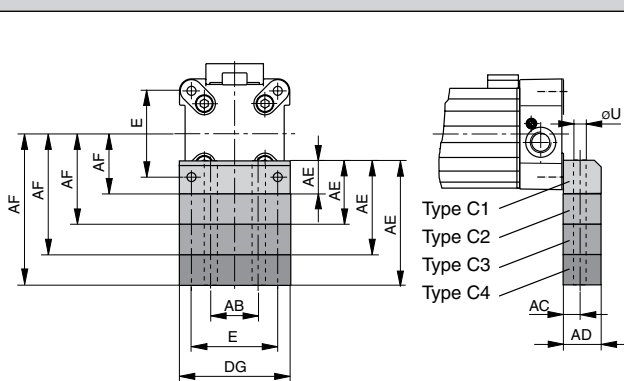 E
AF
AF
AF
AF
AE
AE
AE
AE
AB
E
DG
øU
Type C1
Type C2
Type C3
Type C4
AC
AD